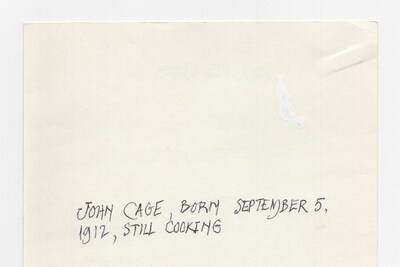 JOHN CAGE, BORN SEPTEMBER 5,
1912, STILL COOKING